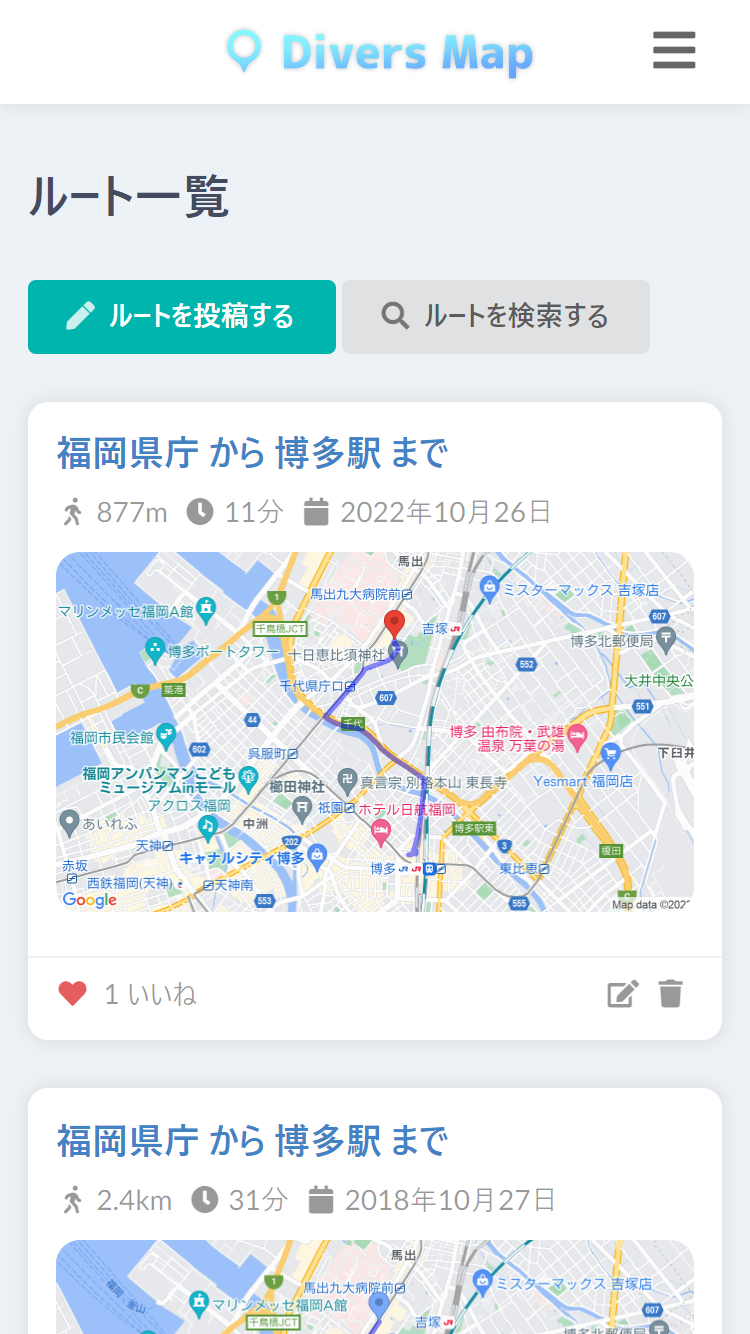 Divers Map
ルート一覧
ルートを投稿する
ルートを検索する
福岡県庁 から 博多駅 まで
877m 11分 2022年10月26日
馬出
馬出九大病院前
ミスターマックス 吉塚店
マリンメッセ福岡A館
1
607
千鳥橋JCT
吉塚 JR
博多北郵便局
博多ポートタワー
十日恵比須神社
552
大井中央公
千代県庁口
C
築港
607
551
44
千代
博多 由布院・武雄
温泉 万葉の湯
福岡市民会館
602
呉服町
下臼井
福岡アンパンマンこども
ミュージアムinモール
櫛田神社
真言宗 別格本山 東長寺
Yesmart 福岡店
アクロス福岡
祇園
ホテル日航福岡
あいれふ
中洲
博多駅東
天神
202
3
榎田
キャナルシティ博多
赤坂
博多 JR JR
東比恵
西鉄福岡(天神)
天神南
C
553
555
Google
Map data ©202
1 いいね
福岡県庁 から 博多駅 まで
2.4km 31分 2018年10月27日
馬出
1
馬出九大病院前
ミスターマックス 吉塚店
マリンメッセ福岡A館
607
千鳥橋JCT
吉塚 JR